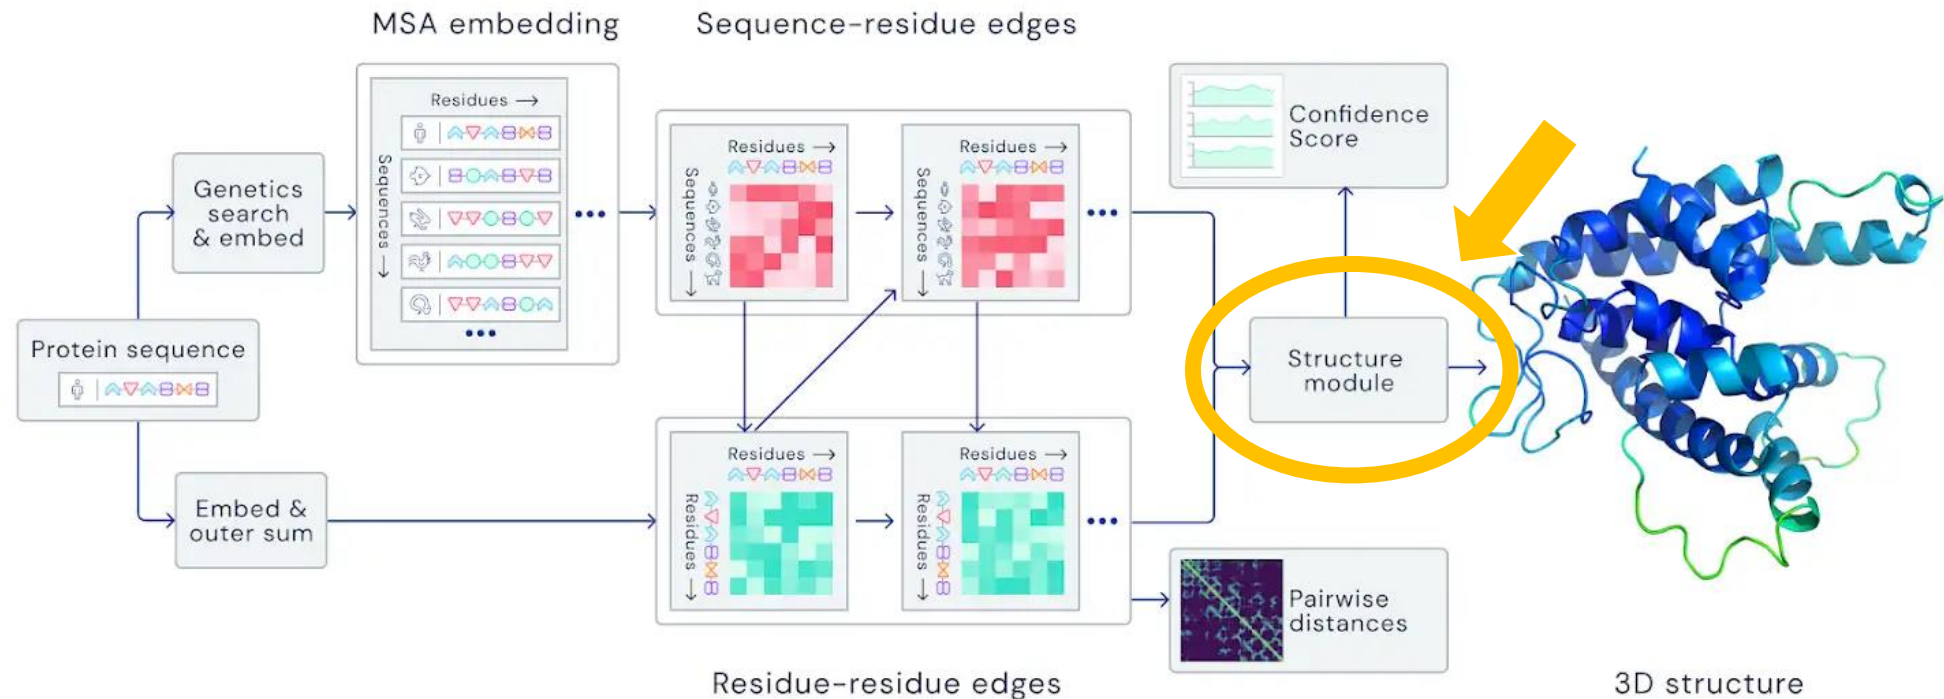 MSA embedding
Sequence-residue edges
Residues →
Sequences →
Genetics
search
& embed
Protein sequence
Embed &
outer sum
Residues →
Sequences →
Residues →
Sequences →
Residues →
Residues →
Residues →
Residues →
Confidence
Score
Structure
module
Pairwise
distances
Residue-residue edges
3D structure